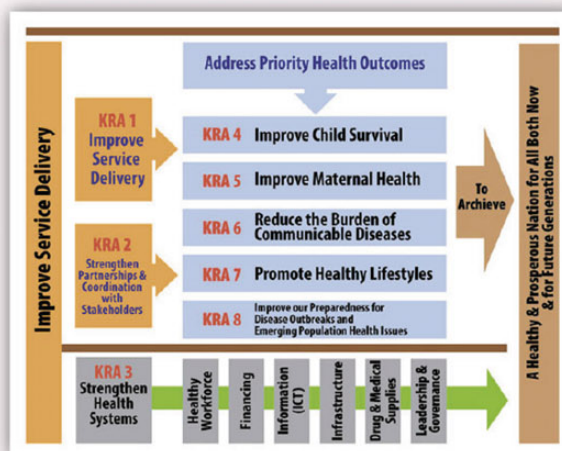 Improve Service Delivery
Address Priority Health Outcomes
KRA 1
Improve
Service
Delivery
KRA 2
Strengthen
Partnerships &
Coordination
with
Stakeholders
KRA 4 Improve Child Survival
KRA 5 Improve Maternal Health
KRA 6 Reduce the Burden of
Communicable Diseases
KRA 7 Promote Healthy Lifestyles
KRA 8 Improve our Preparedness for
Disease Outbreaks and
Emerging Population Health Issues
To
Achieve
A Healthy & Prosperous Nation for All Both Now
& for Future Generations
KRA 3
Strengthen
Health
Systems
Healthy
Workforce
Financing
Information
(ICT)
Infrastructure
Drug & Medical
Supplies
Leadership &
Governance